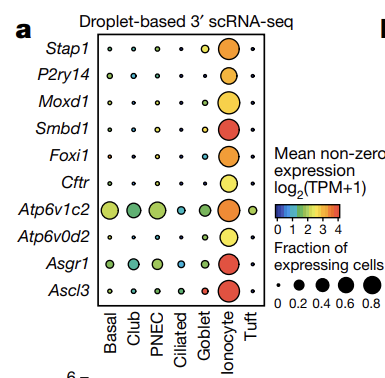 Droplet-based 3′ scRNA-seq
a
Stap1
P2ry14
Moxd1
Smbd1
Foxi1
Cftr
Atp6v1c2
Atp6v0d2
Asgr1
Ascl3
Basal
Club
PNEC
Ciliated
Goblet
Ionocyte
Tuft
Mean non-zero
expression
log2(TPM+1)
0 1 2 3 4
Fraction of
expressing cells
0 0.2 0.4 0.6 0.8
6